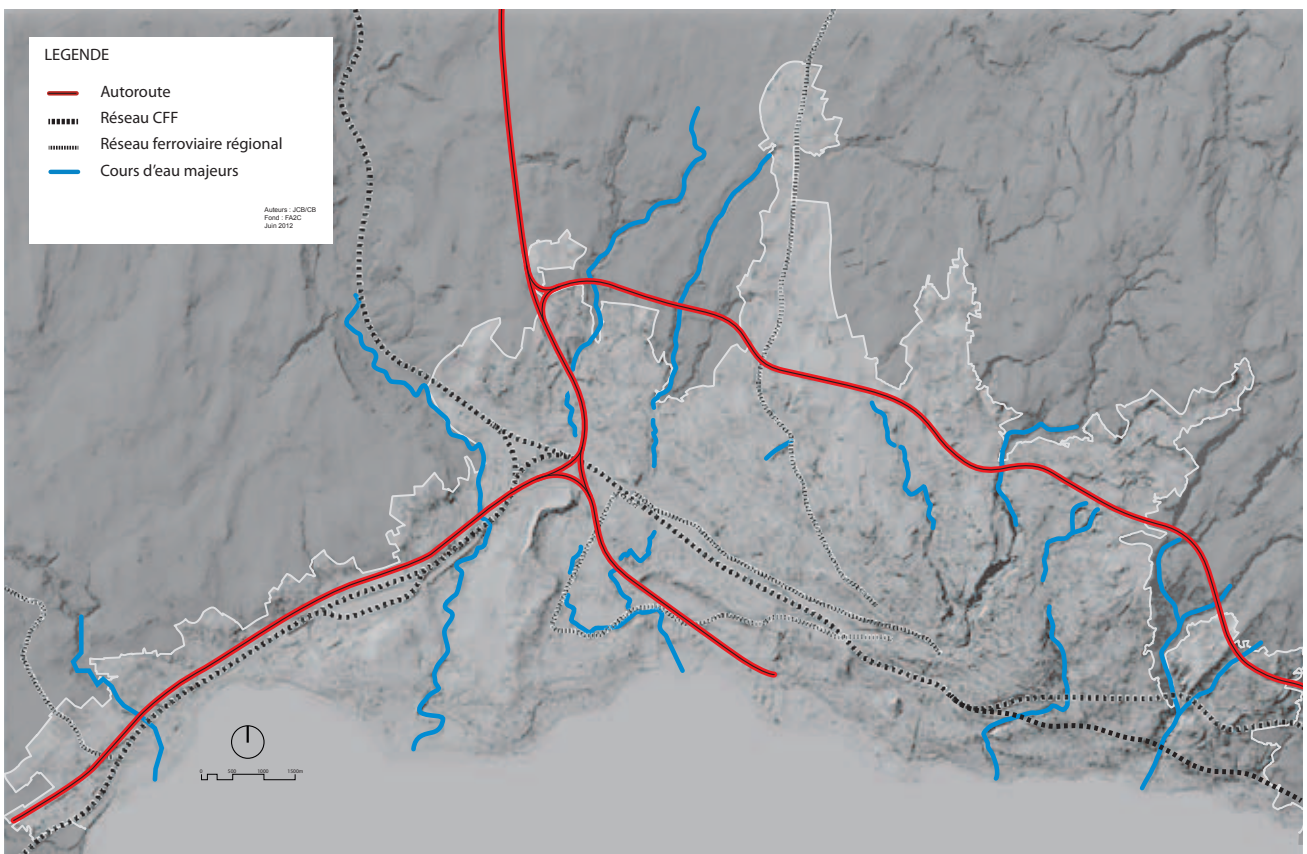 LEGENDE
Autoroute
Réseau CFF
Réseau ferroviaire régional
Cours d'eau majeurs
Auteurs : JCB/CB
Fond : FA2C
Juin 2012
0 500 1000 1500m